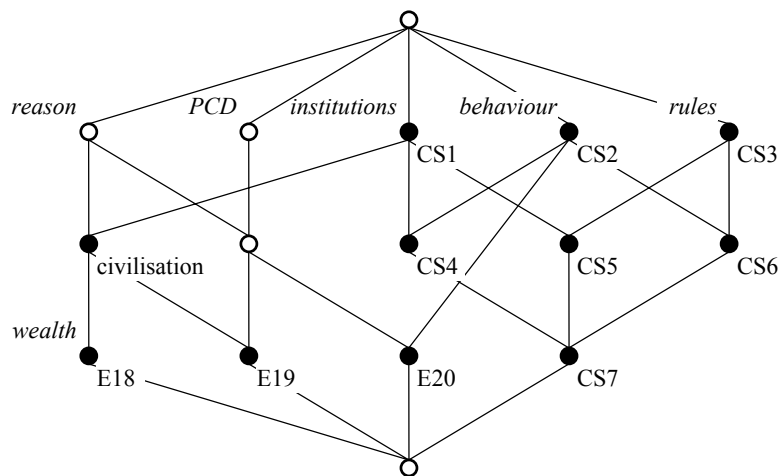 reason PCD institutions behaviour rules
CS1 CS2 CS3
civilisation CS4 CS5 CS6
wealth
E18 E19 E20 CS7